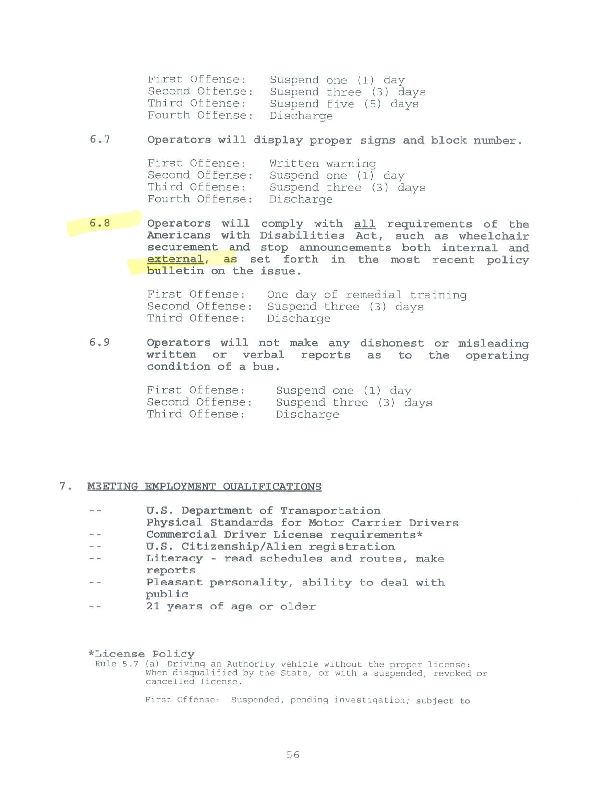 First Offense: Suspend one (1) day
Second Offense: Suspend three (3) days
Third Offense: Suspend five (5) days
Fourth Offense: Discharge
6.7 Operators will display proper signs and block number.
First Offense: Written warning
Second Offense: Suspend one (1) day
Third Offense: Suspend three (3) days
Fourth Offense: Discharge
6.8 Operators will comply with all requirements of the
Americans with Disabilities Act, such as wheelchair
securement and stop announcements both internal and
external, as set forth in the most recent policy
bulletin on the issue.
First Offense: One day of remedial training
Second Offense: Suspend three (3) days
Third Offense: Discharge
6.9 Operators will not make any dishonest or misleading
written or verbal reports as to the operating
condition of a bus.
First Offense: Suspend one (1) day
Second Offense: Suspend three (3) days
Third Offense: Discharge
7. MEETING EMPLOYMENT QUALIFICATIONS
-- U.S. Department of Transportation
Physical Standards for Motor Carrier Drivers
-- Commercial Driver License requirements*
-- U.S. Citizenship/Alien registration
-- Literacy - read schedules and routes, make
reports
-- Pleasant personality, ability to deal with
public
-- 21 years of age or older
*License Policy
Rule 5.7 (a) Driving an Authority vehicle without the proper license:
When disqualified by the State, or with a suspended, revoked or
cancelled license.
First Offense: Suspended, pending investigation; subject to
56